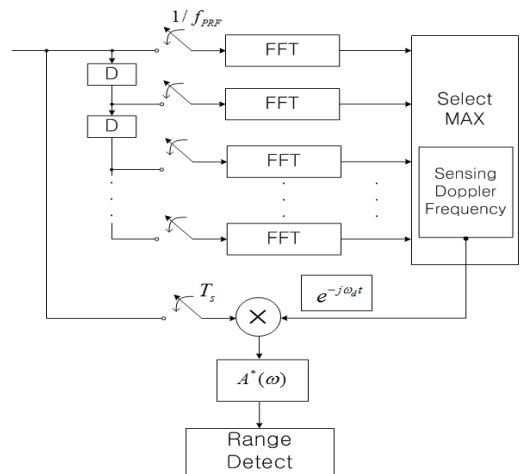 1/f_PRF
FFT
D
FFT
D
FFT
FFT
Select
MAX
Sensing
Doppler
Frequency
T_s
×
e^{-jω_d t}
A^*(ω)
Range
Detect